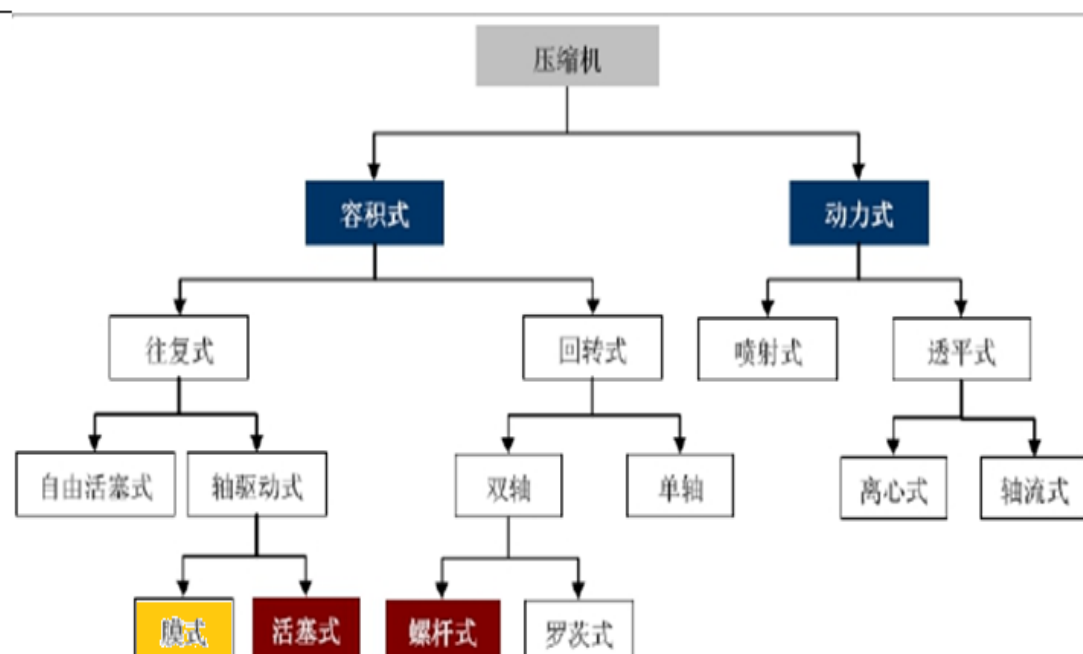 压缩机
容积式
动力式
往复式
回转式
喷射式
透平式
自由活塞式
轴驱动式
双轴
单轴
离心式
轴流式
膜式
活塞式
螺杆式
罗茨式